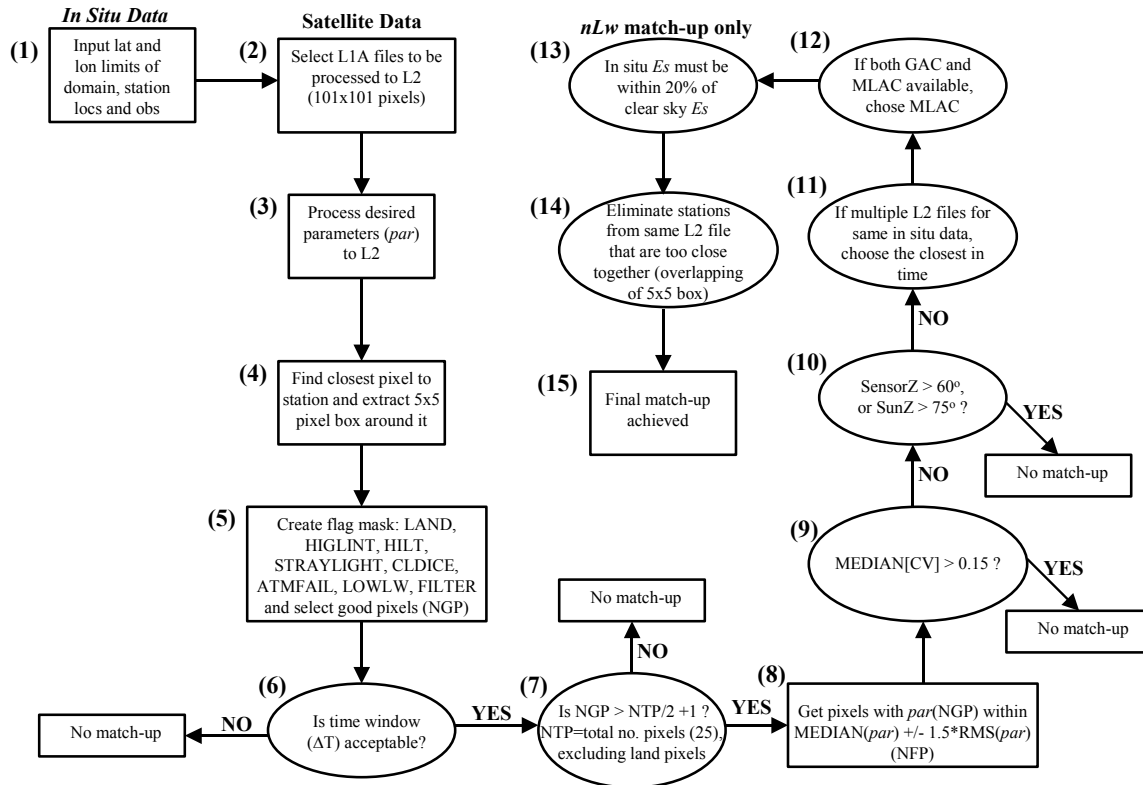 In Situ Data
(1)
Input lat and
lon limits of
domain, station
locs and obs
Satellite Data
(2)
Select L1A files to be
processed to L2
(101x101 pixels)
(3)
Process desired
parameters (par)
to L2
(4)
Find closest pixel to
station and extract 5x5
pixel box around it
(5)
Create flag mask: LAND,
HIGLINT, HILT,
STRAYLIGHT, CLDICE,
ATMFAIL, LOWLW, FILTER
and select good pixels (NGP)
(6)
Is time window
(ΔT) acceptable?
NO
No match-up
YES
(7)
Is NGP > NTP/2 +1 ?
NTP=total no. pixels (25),
excluding land pixels
NO
No match-up
YES
(8)
Get pixels with par(NGP) within
MEDIAN(par) +/- 1.5*RMS(par)
(NFP)
(9)
MEDIAN[CV] > 0.15 ?
YES
No match-up
NO
(10)
SensorZ > 60°,
or SunZ > 75° ?
YES
No match-up
NO
(11)
If multiple L2 files for
same in situ data,
choose the closest in
time
(12)
If both GAC and
MLAC available,
chose MLAC
nLw match-up only
(13)
In situ Es must be
within 20% of
clear sky Es
(14)
Eliminate stations
from same L2 file
that are too close
together (overlapping
of 5x5 box)
(15)
Final match-up
achieved